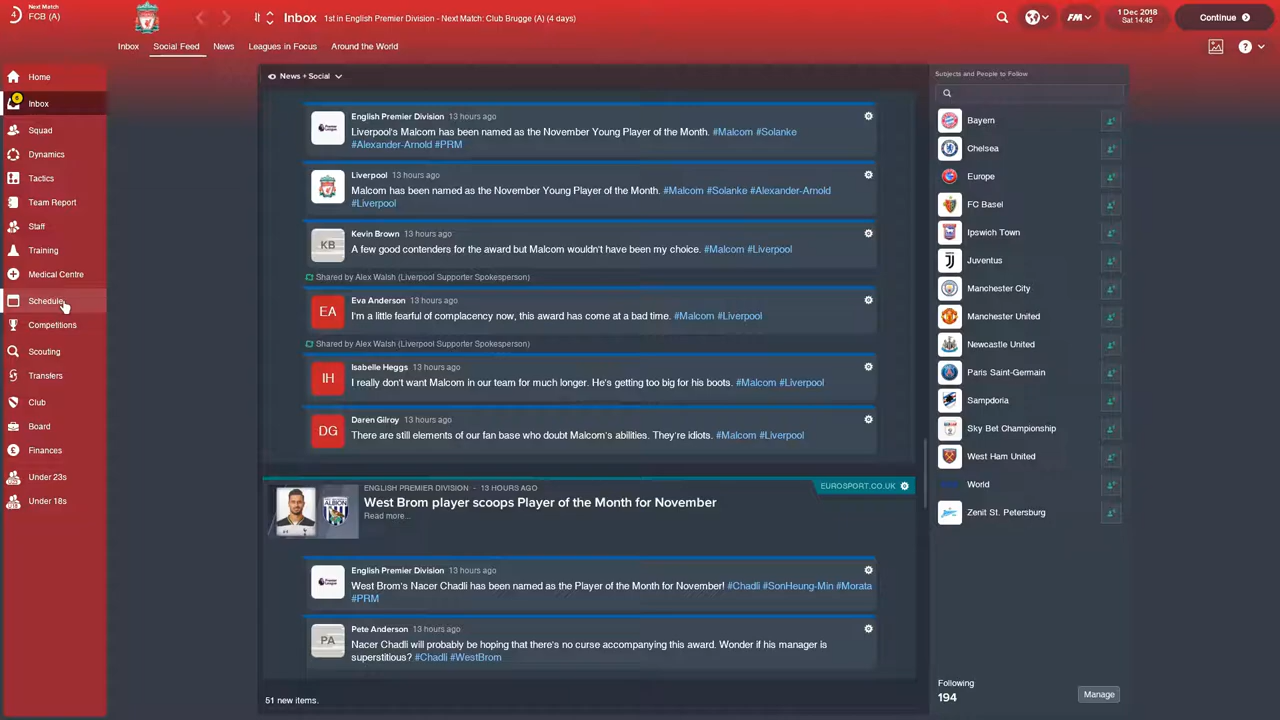 4
Next Match
FCB (A)
Inbox
1st in English Premier Division - Next Match: Club Brugge (A) (4 days)
FM
1 Dec 2018
Sat 14:45
Continue
Inbox
Social Feed
News
Leagues in Focus
Around the World
Home
6
Inbox
Squad
Dynamics
Tactics
Team Report
Staff
Training
Medical Centre
Schedule
Competitions
Scouting
Transfers
Club
Board
Finances
Under 23s
Under 18s
News + Social
English Premier Division 13 hours ago
Liverpool's Malcom has been named as the November Young Player of the Month. #Malcom #Solanke
#Alexander-Arnold #PRM
Liverpool 13 hours ago
Malcom has been named as the November Young Player of the Month. #Malcom #Solanke #Alexander-Arnold
#Liverpool
KB
Kevin Brown 13 hours ago
A few good contenders for the award but Malcom wouldn't have been my choice. #Malcom #Liverpool
Shared by Alex Walsh (Liverpool Supporter Spokesperson)
EA
Eva Anderson 13 hours ago
I'm a little fearful of complacency now, this award has come at a bad time. #Malcom #Liverpool
Shared by Alex Walsh (Liverpool Supporter Spokesperson)
IH
Isabelle Heggs 13 hours ago
I really don't want Malcom in our team for much longer. He's getting too big for his boots. #Malcom #Liverpool
DG
Daren Gilroy 13 hours ago
There are still elements of our fan base who doubt Malcom's abilities. They're idiots. #Malcom #Liverpool
ENGLISH PREMIER DIVISION - 13 HOURS AGO
EUROSPORT.CO.UK
West Brom player scoops Player of the Month for November
Read more...
English Premier Division 13 hours ago
West Brom's Nacer Chadli has been named as the Player of the Month for November! #Chadli #SonHeung-Min #Morata
#PRM
PA
Pete Anderson 13 hours ago
Nacer Chadli will probably be hoping that there's no curse accompanying this award. Wonder if his manager is
superstitious? #Chadli #WestBrom
51 new items.
Subjects and People to Follow
Bayern
Chelsea
Europe
FC Basel
Ipswich Town
Juventus
Manchester City
Manchester United
Newcastle United
Paris Saint-Germain
Sampdoria
Sky Bet Championship
West Ham United
World
Zenit St. Petersburg
Following
194
Manage